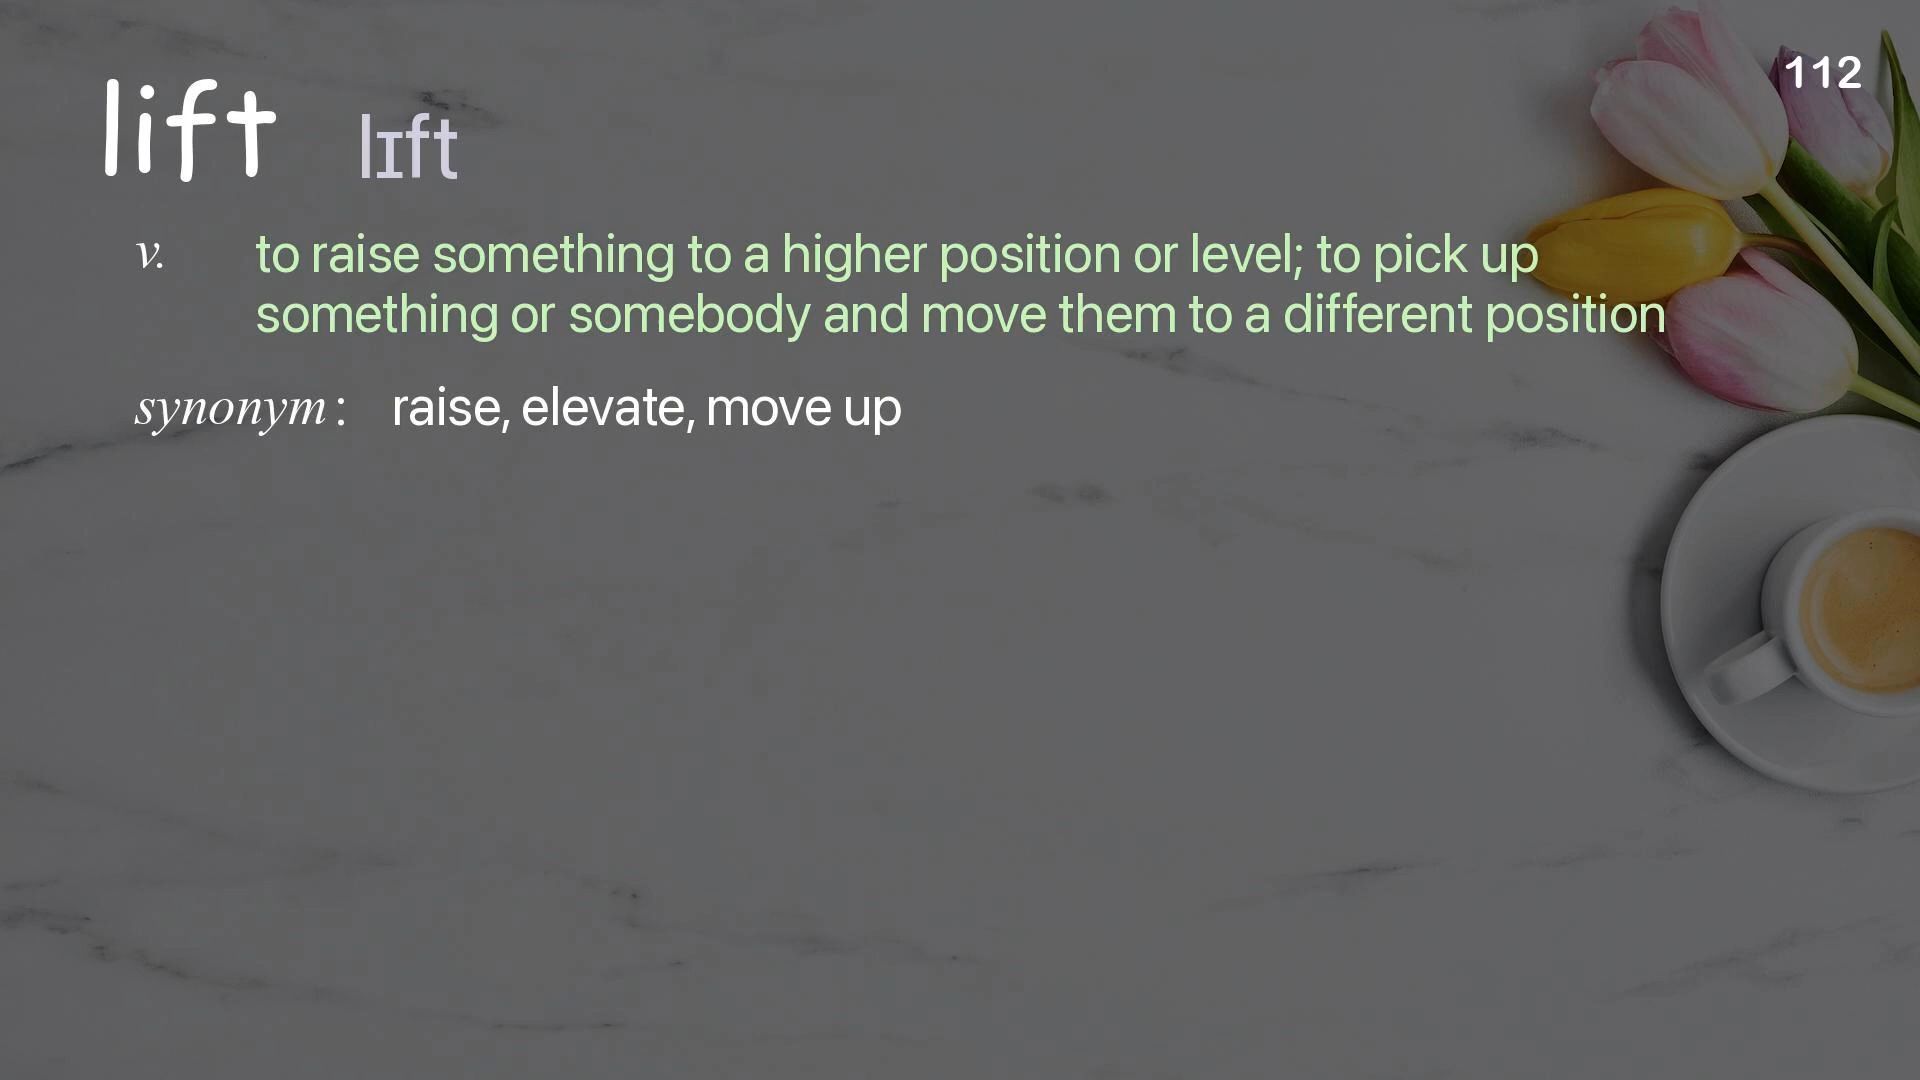 112
lift lɪft
v. to raise something to a higher position or level; to pick up
something or somebody and move them to a different position
synonym: raise, elevate, move up